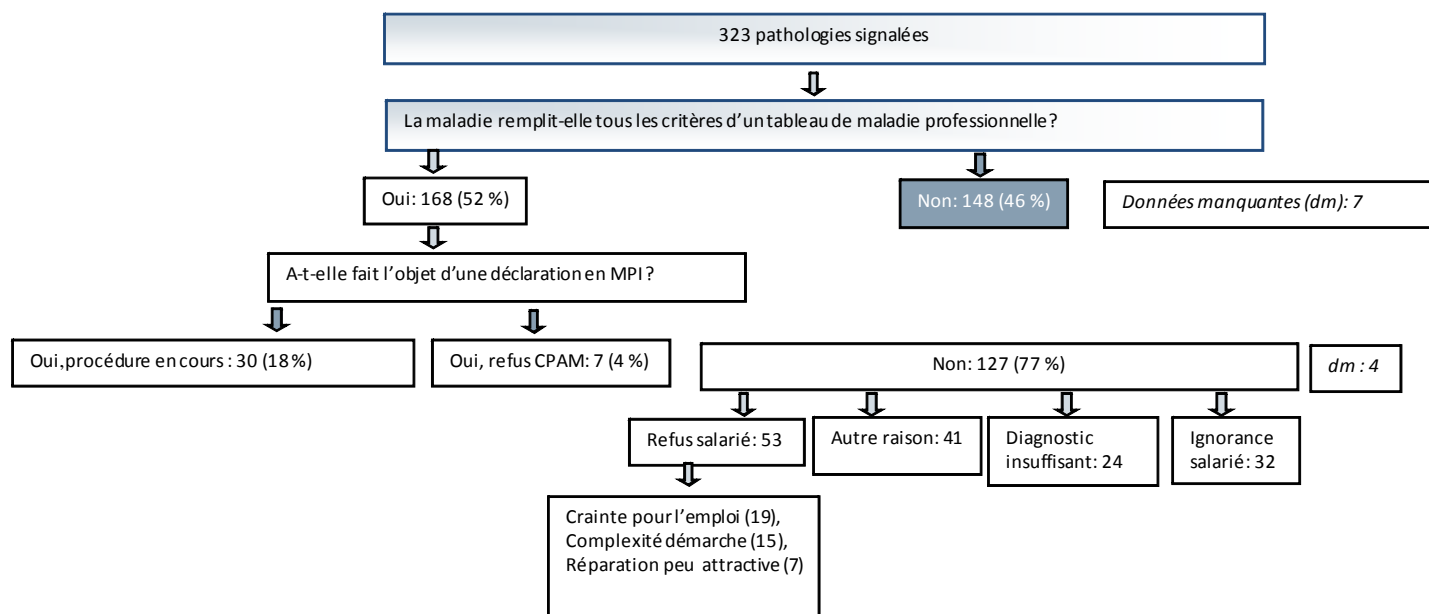 323 pathologies signalées
La maladie remplit-elle tous les critères d'un tableau de maladie professionnelle ?
Oui: 168 (52 %)
Non: 148 (46 %)
Données manquantes (dm): 7
A-t-elle fait l'objet d'une déclaration en MPI ?
Oui,procédure en cours : 30 (18 %)
Oui, refus CPAM: 7 (4 %)
Non: 127 (77 %)
dm : 4
Refus salarié: 53
Autre raison: 41
Diagnostic
insuffisant: 24
Ignorance
salarié: 32
Crainte pour l'emploi (19),
Complexité démarche (15),
Réparation peu attractive (7)